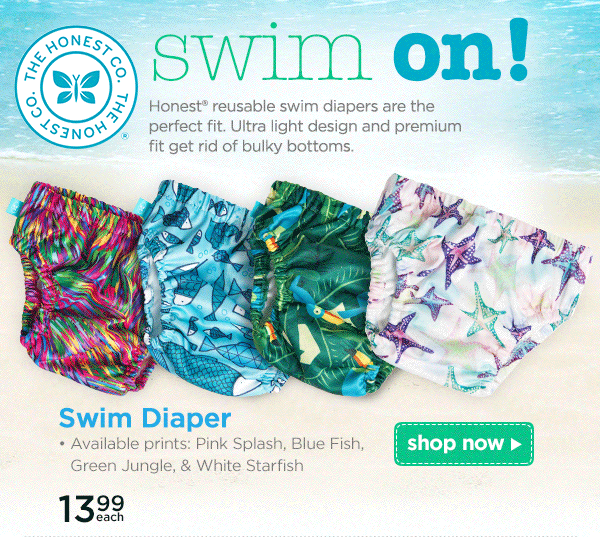 THE HONEST CO. THE HONEST CO.
®
swim on!
Honest® reusable swim diapers are the
perfect fit. Ultra light design and premium
fit get rid of bulky bottoms.
Swim Diaper
• Available prints: Pink Splash, Blue Fish,
Green Jungle, & White Starfish
shop now
13 99
each